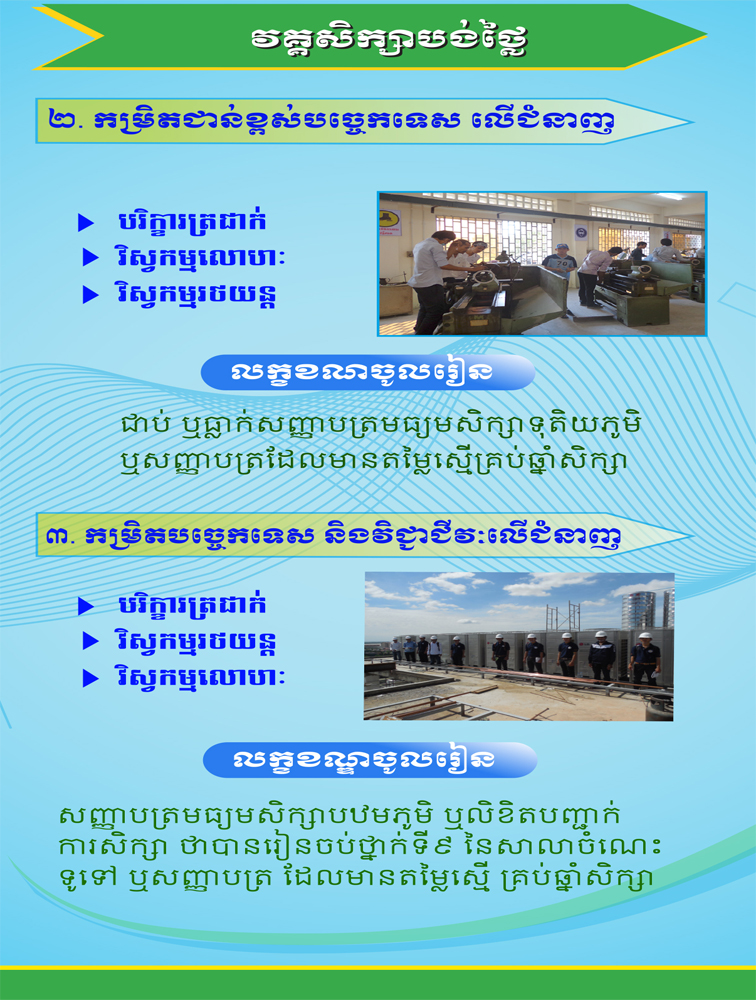 វគ្គសិក្សាបង់ថ្លៃ
២. កម្រិតជាន់ខ្ពស់បច្ចេកទេស លើជំនាញ
បរិក្ខារត្រជាក់
វិស្វកម្មលោហៈ
វិស្វកម្មរថយន្ត
លក្ខខណចូលរៀន
ជាប់ ឬធ្លាក់សញ្ញាបត្រមធ្យមសិក្សាទុតិយភូមិ
ឬសញ្ញាបត្រដែលមានតម្លៃស្មើគ្រប់ឆ្នាំសិក្សា
៣. កម្រិតបច្ចេកទេស និងវិជ្ជាជីវៈលើជំនាញ
បរិក្ខារត្រជាក់
វិស្វកម្មរថយន្ត
វិស្វកម្មលោហៈ
លក្ខខណ្ឌចូលរៀន
សញ្ញាបត្រមធ្យមសិក្សាបឋមភូមិ ឬលិខិតបញ្ជាក់
ការសិក្សា ថាបានរៀនចប់ថ្នាក់ទី៩ នៃសាលាចំណេះ
ទូទៅ ឬសញ្ញាបត្រ ដែលមានតម្លៃស្មើ គ្រប់ឆ្នាំសិក្សា